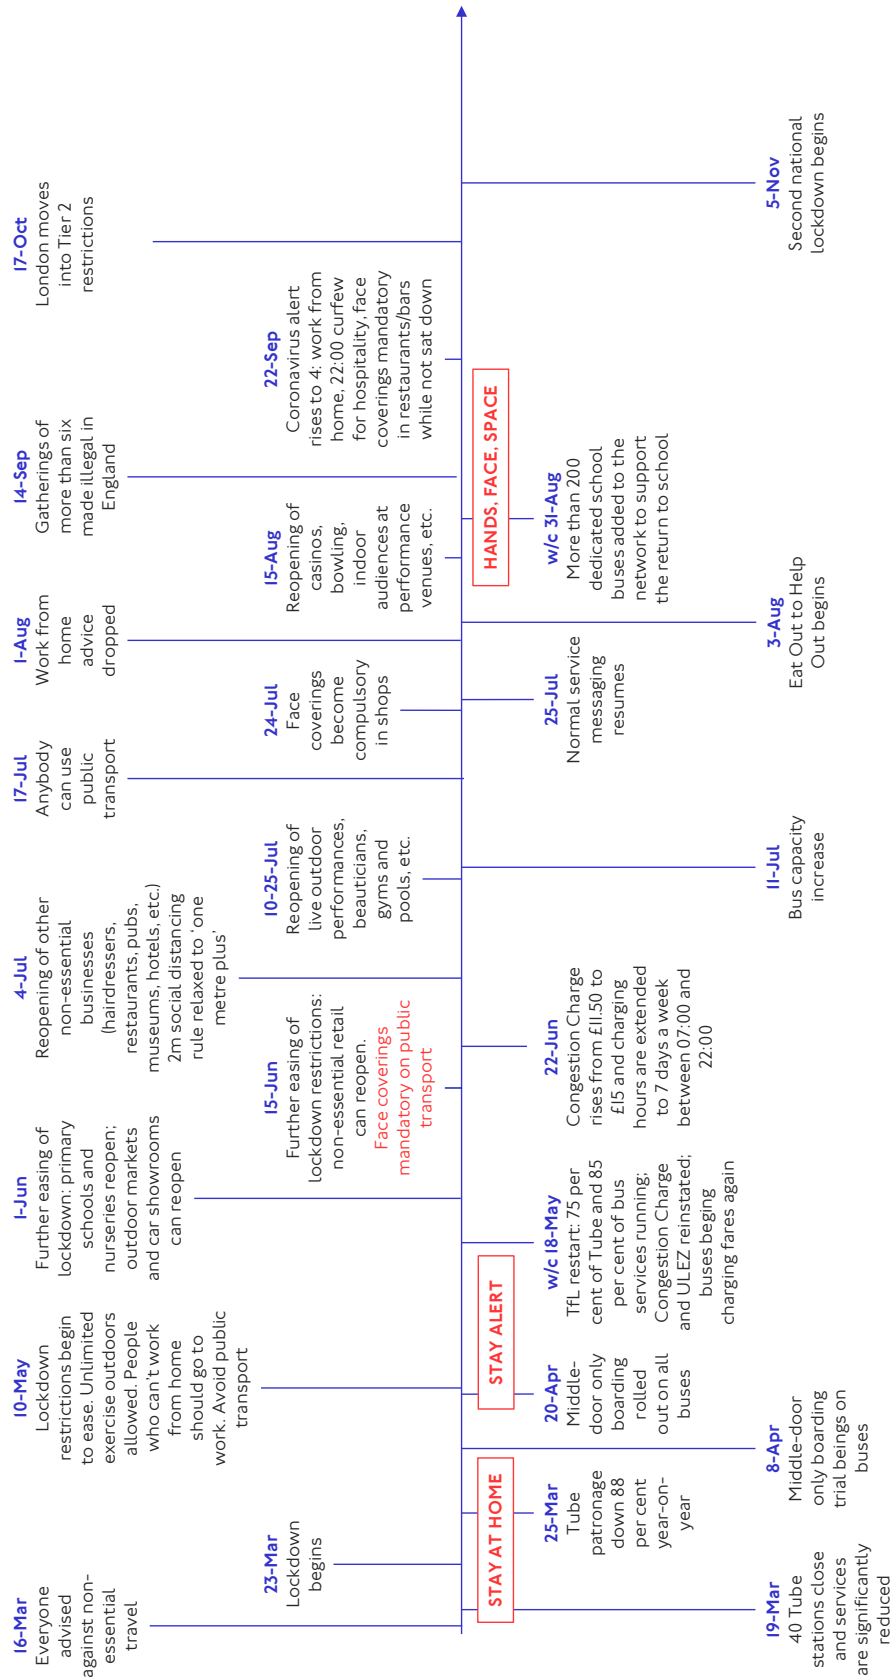 16-Mar
Everyone
advised
against non-
essential
travel
23-Mar
Lockdown
begins
10-May
Lockdown
restrictions begin
to ease. Unlimited
exercise outdoors
allowed. People
who can't work
from home
should go to
work. Avoid public
transport
1-Jun
Further easing of
lockdown: primary
schools and
nurseries reopen;
outdoor markets
and car showrooms
can reopen
15-Jun
Further easing of
lockdown restrictions:
non-essential retail
can reopen.
Face coverings
mandatory on public
transport
4-Jul
Reopening of other
non-essential
businesses
(hairdressers,
restaurants, pubs,
museums, hotels, etc.)
2m social distancing
rule relaxed to ‘one
metre plus’
10-25-Jul
Reopening of
live outdoor
performances,
beauticians,
gyms and
pools, etc.
17-Jul
Anybody
can use
public
transport
24-Jul
Face
coverings
become
compulsory
in shops
1-Aug
Work from
home
advice
dropped
15-Aug
Reopening of
casinos,
bowling,
indoor
audiences at
performance
venues, etc.
14-Sep
Gatherings of
more than six
made illegal in
England
22-Sep
Coronavirus alert
rises to 4: work from
home, 22:00 curfew
for hospitality, face
coverings mandatory
in restaurants/bars
while not sat down
17-Oct
London moves
into Tier 2
restrictions
STAY AT HOME
STAY ALERT
HANDS, FACE, SPACE
19-Mar
40 Tube
stations close
and services
are significantly
reduced
25-Mar
Tube
patronage
down 88
per cent
year-on-
year
8-Apr
Middle-door
only boarding
trial beings on
buses
20-Apr
Middle-
door only
boarding
rolled
out on all
buses
w/c 18-May
TfL restart: 75 per
cent of Tube and 85
per cent of bus
services running;
Congestion Charge
and ULEZ reinstated;
buses beging
charging fares again
22-Jun
Congestion Charge
rises from £11.50 to
£15 and charging
hours are extended
to 7 days a week
between 07:00 and
22:00
11-Jul
Bus capacity
increase
25-Jul
Normal service
messaging
resumes
3-Aug
Eat Out to Help
Out begins
w/c 31-Aug
More than 200
dedicated school
buses added to the
network to support
the return to school
5-Nov
Second national
lockdown begins